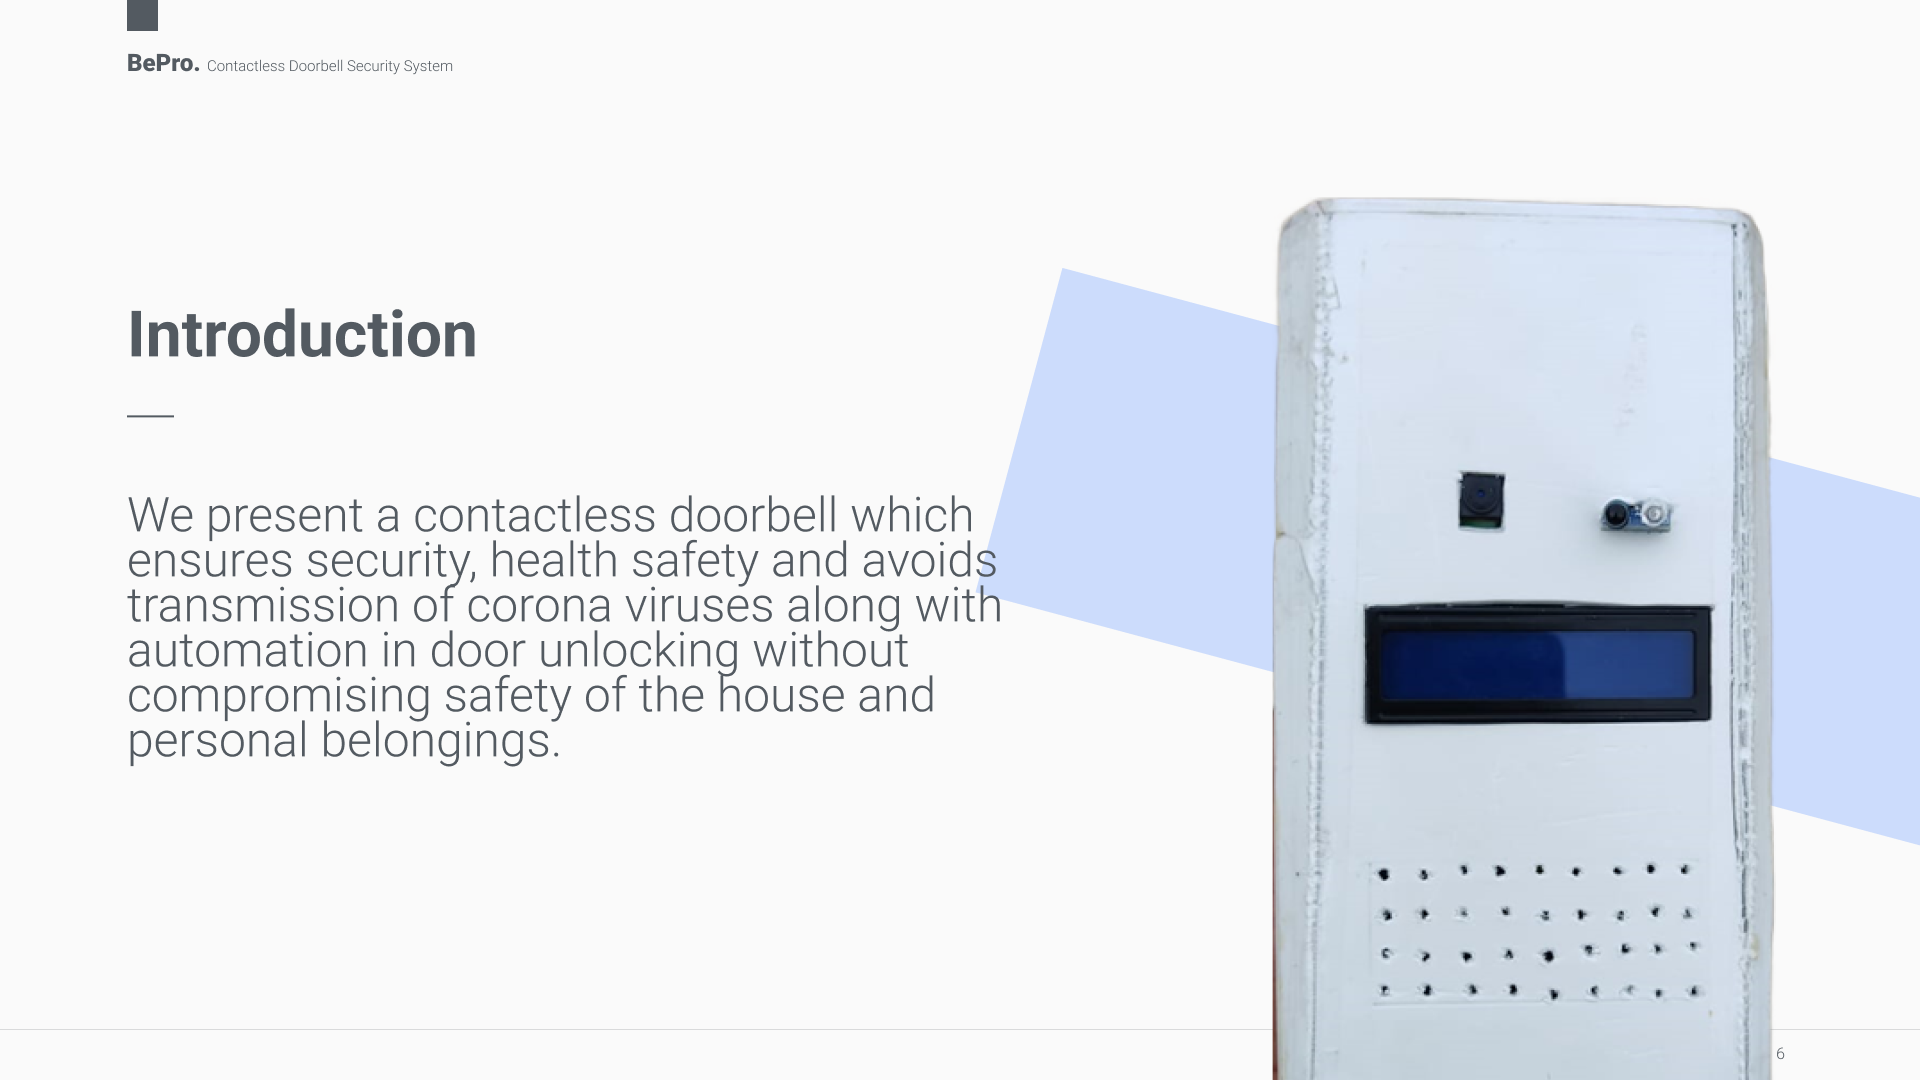 BePro. Contactless Doorbell Security System
Introduction
We present a contactless doorbell which
ensures security, health safety and avoids
transmission of corona viruses along with
automation in door unlocking without
compromising safety of the house and
personal belongings.
6